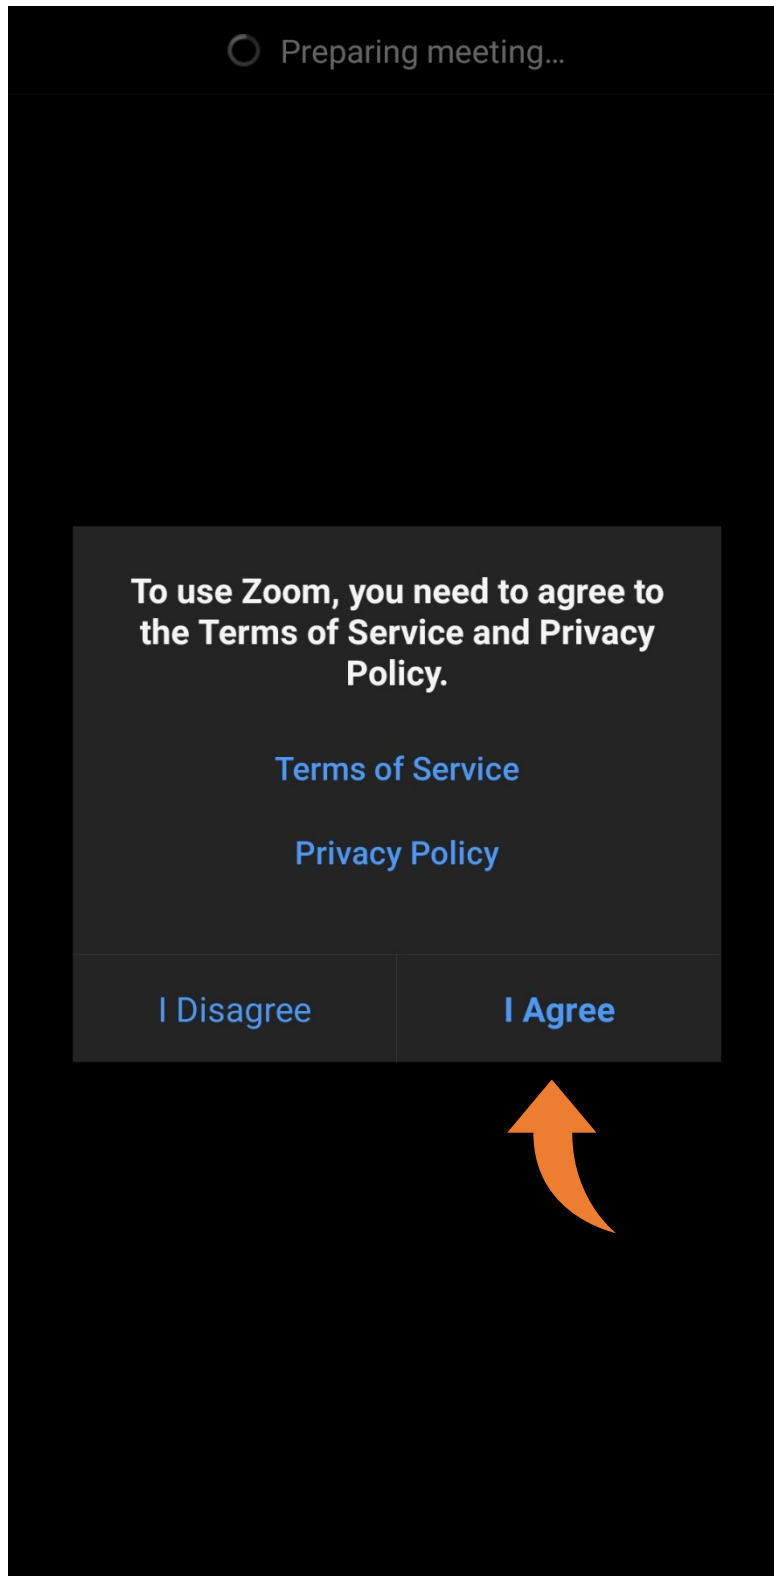 Preparing meeting...
To use Zoom, you need to agree to
the Terms of Service and Privacy
Policy.
Terms of Service
Privacy Policy
I Disagree
I Agree